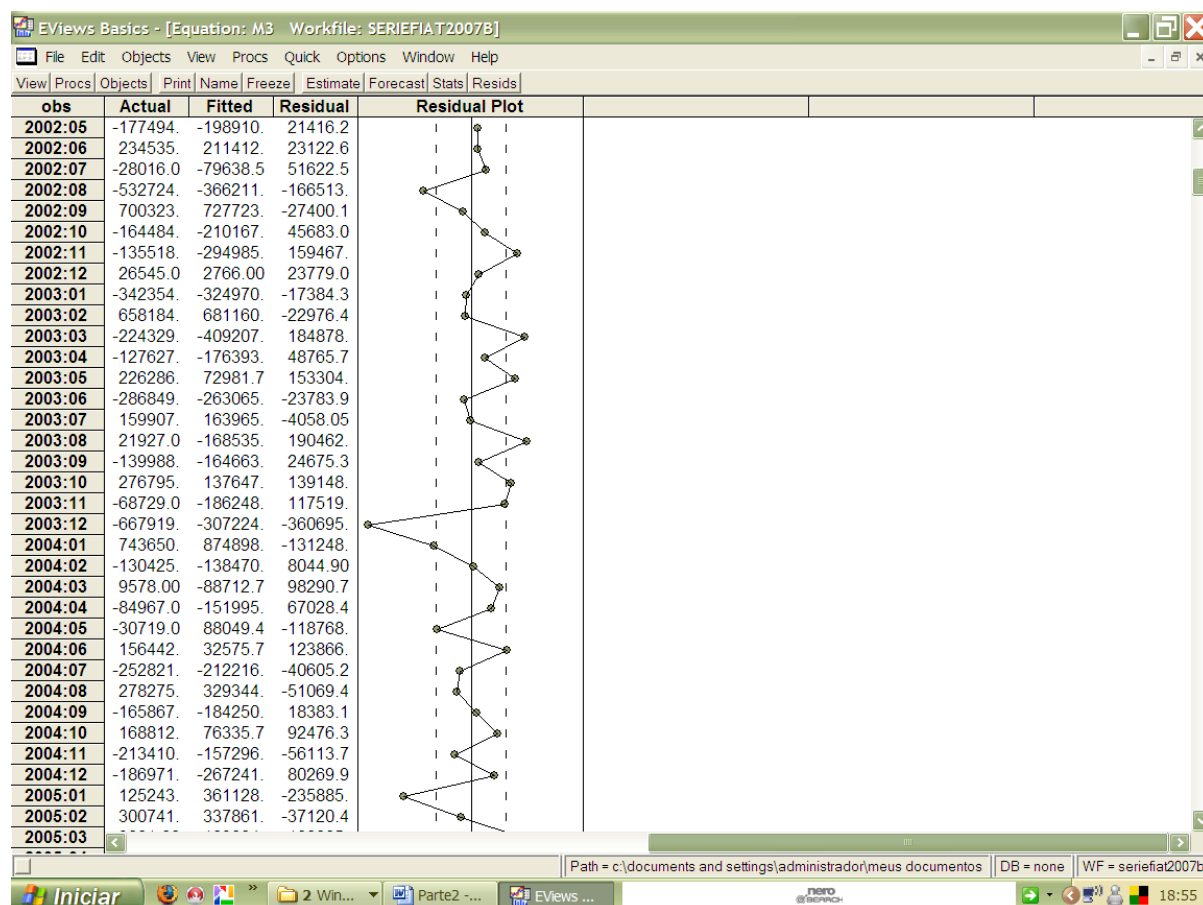 EViews Basics - [Equation: M3 Workfile: SERIEFIAT2007B]
File Edit Objects View Procs Quick Options Window Help
View Procs Objects Print Name Freeze Estimate Forecast Stats Resids
obs Actual Fitted Residual Residual Plot
2002:05 -177494. -198910. 21416.2
2002:06 234535. 211412. 23122.6
2002:07 -28016.0 -79638.5 51622.5
2002:08 -532724. -366211. -166513.
2002:09 700323. 727723. -27400.1
2002:10 -164484. -210167. 45683.0
2002:11 -135518. -294985. 159467.
2002:12 26545.0 2766.00 23779.0
2003:01 -342354. -324970. -17384.3
2003:02 658184. 681160. -22976.4
2003:03 -224329. -409207. 184878.
2003:04 -127627. -176393. 48765.7
2003:05 226286. 72981.7 153304.
2003:06 -286849. -263065. -23783.9
2003:07 159907. 163965. -4058.05
2003:08 21927.0 -168535. 190462.
2003:09 -139988. -164663. 24675.3
2003:10 276795. 137647. 139148.
2003:11 -68729.0 -186248. 117519.
2003:12 -667919. -307224. -360695.
2004:01 743650. 874898. -131248.
2004:02 -130425. -138470. 8044.90
2004:03 9578.00 -88712.7 98290.7
2004:04 -84967.0 -151995. 67028.4
2004:05 -30719.0 88049.4 -118768.
2004:06 156442. 32575.7 123866.
2004:07 -252821. -212216. -40605.2
2004:08 278275. 329344. -51069.4
2004:09 -165867. -184250. 18383.1
2004:10 168812. 76335.7 92476.3
2004:11 -213410. -157296. -56113.7
2004:12 -186971. -267241. 80269.9
2005:01 125243. 361128. -235885.
2005:02 300741. 337861. -37120.4
2005:03
Path = c:\documents and settings\administrador\meus documentos DB = none WF = seriefiat2007b
Iniciar » 2 Win... Parte2 -... EViews ... nero SEARCH 18:55